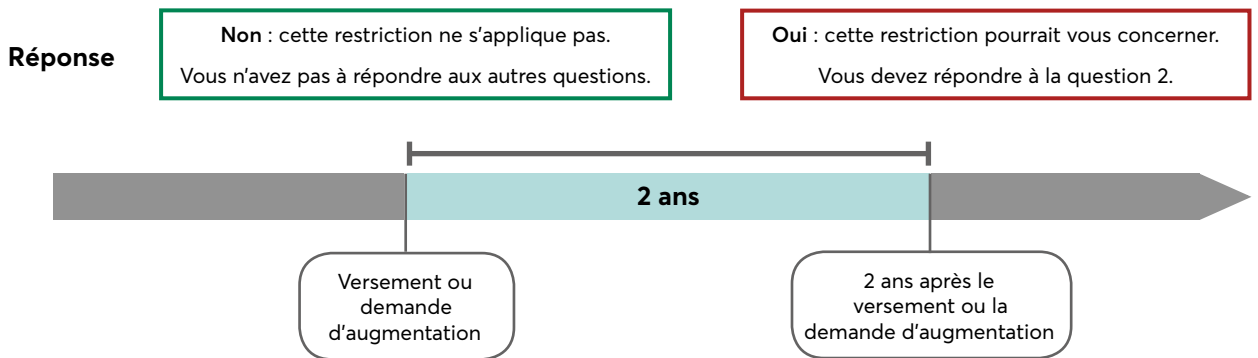 Réponse
Non : cette restriction ne s'applique pas.
Vous n'avez pas à répondre aux autres questions.
Oui : cette restriction pourrait vous concerner.
Vous devez répondre à la question 2.
2 ans
Versement ou
demande
d'augmentation
2 ans après le
versement ou la
demande d'augmentation